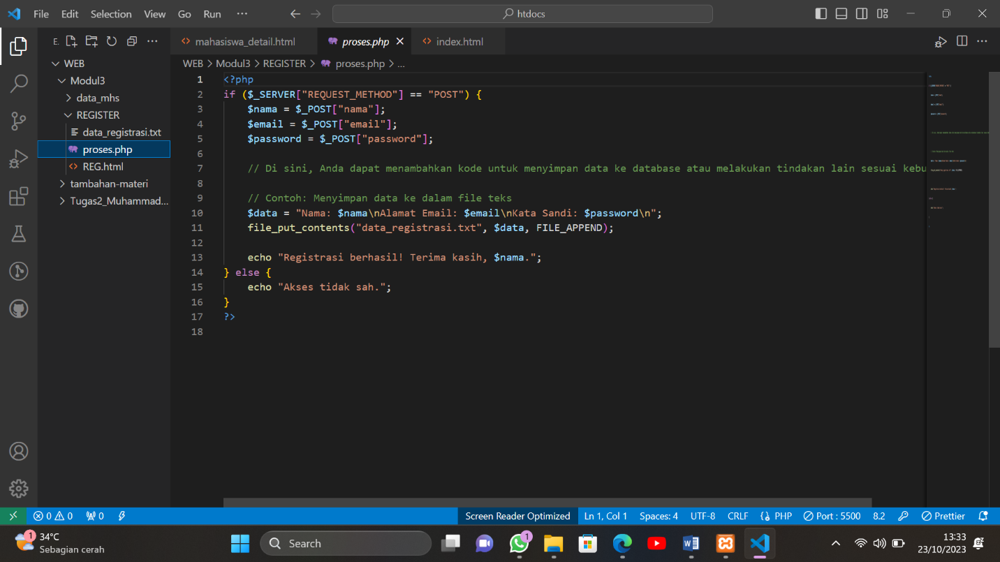 File Edit Selection View Go Run ··· htdocs
E. ···
mahasiswa_detail.html proses.php index.html
WEB
Modul3
data_mhs
REGISTER
data_registrasi.txt
proses.php
REG.html
tambahan-materi
Tugas2_Muhammad...
WEB > Modul3 > REGISTER > proses.php > ...
1 <?php
2 if ($_SERVER["REQUEST_METHOD"] == "POST") {
3 $nama = $_POST["nama"];
4 $email = $_POST["email"];
5 $password = $_POST["password"];
6
7 // Di sini, Anda dapat menambahkan kode untuk menyimpan data ke database atau melakukan tindakan lain sesuai kebu
8
9 // Contoh: Menyimpan data ke dalam file teks
10 $data = "Nama: $nama\nAlamat Email: $email\nKata Sandi: $password\n";
11 file_put_contents("data_registrasi.txt", $data, FILE_APPEND);
12
13 echo "Registrasi berhasil! Terima kasih, $nama.";
14 } else {
15 echo "Akses tidak sah.";
16 }
17 ?>
18
0 0 0 Screen Reader Optimized Ln 1, Col 1 Spaces: 4 UTF-8 CRLF PHP Port : 5500 8.2 Prettier
1 34°C
Sebagian cerah
Search
1
13:33
23/10/2023